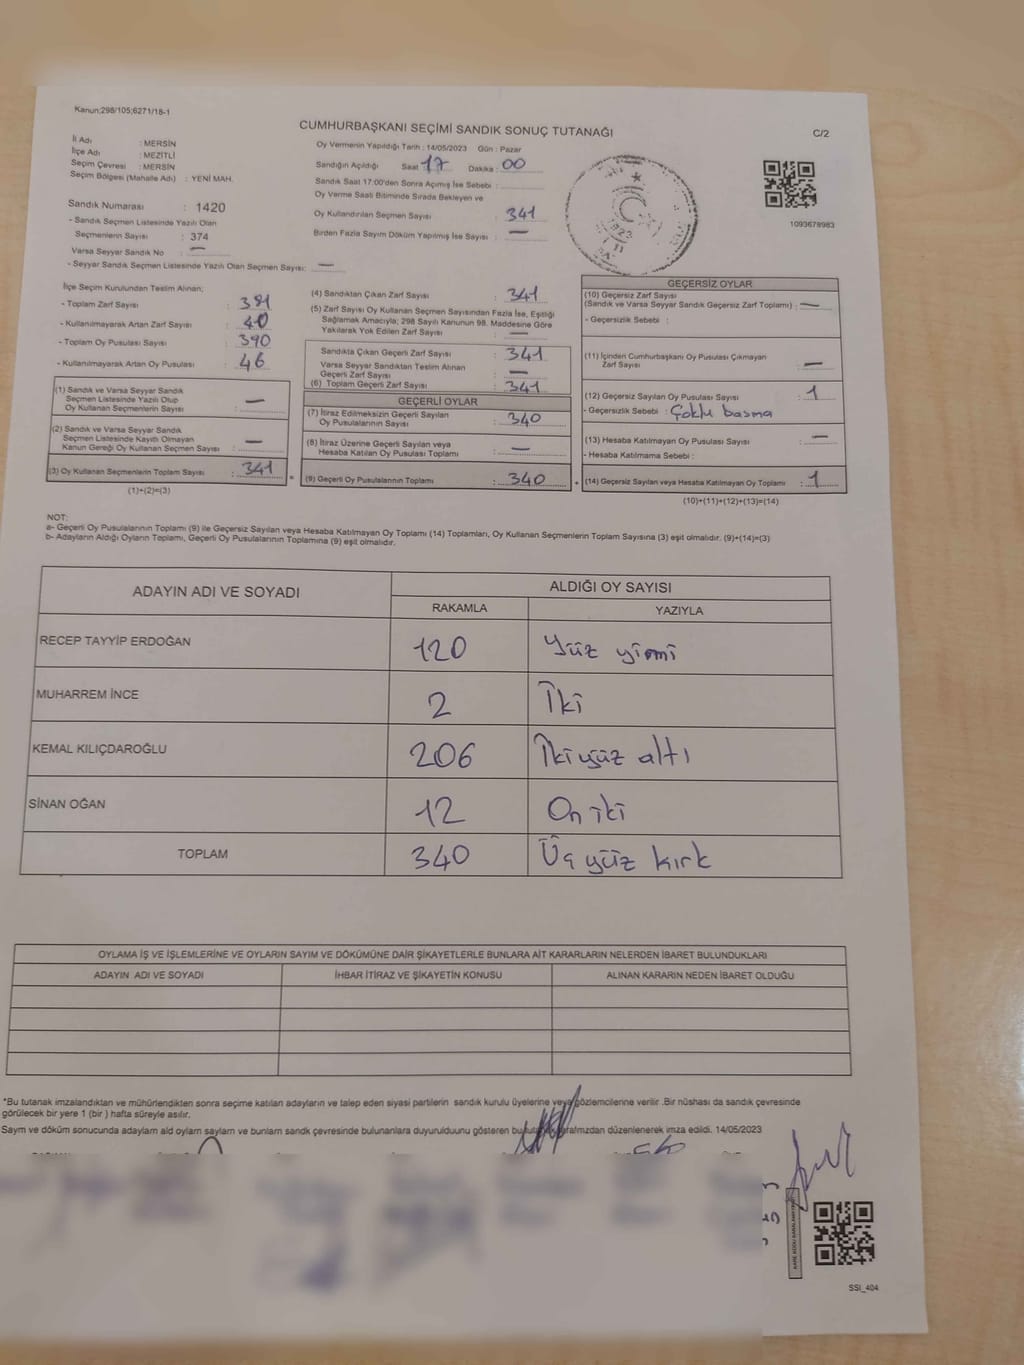 Kanun;298/105;6271/18-1
CUMHURBAŞKANI SEÇİMİ SANDIK SONUÇ TUTANAĞI
C/2
İl Adı : MERSİN
İlçe Adı : MEZİTLİ
Seçim Çevresi : MERSİN
Seçim Bölgesi (Mahalle Adı) : YENİ MAH.
Sandık Numarası : 1420
- Sandık Seçmen Listesinde Yazılı Olan
Seçmenlerin Sayısı : 374
Varsa Seyyar Sandık No : —
- Seyyar Sandık Seçmen Listesinde Yazılı Olan Seçmen Sayısı: —
Oy Vermenin Yapıldığı Tarih : 14/05/2023 Gün : Pazar
Sandığın Açıldığı Saat 17 Dakika : 00
Sandık Saat 17:00'den Sonra Açılmış İse Sebebi :
Oy Verme Saati Bitiminde Sırada Bekleyen ve
Oy Kullandırılan Seçmen Sayısı : 341
Birden Fazla Sayım Döküm Yapılmış İse Sayısı : —
1923
1093678983
İlçe Seçim Kurulundan Teslim Alınan;
- Toplam Zarf Sayısı : 381
- Kullanılmayarak Artan Zarf Sayısı : 40
- Toplam Oy Pusulası Sayısı : 390
- Kullanılmayarak Artan Oy Pusulası : 46
(1) Sandık ve Varsa Seyyar Sandık
Seçmen Listesinde Yazılı Olup
Oy Kullanan Seçmenlerin Sayısı : —
(2) Sandık ve Varsa Seyyar Sandık
Seçmen Listesinde Kayıtlı Olmayan
Kanun Gereği Oy Kullanan Seçmen Sayısı : —
(3) Oy Kullanan Seçmenlerin Toplam Sayısı : 341
(1)+(2)=(3)
(4) Sandıktan Çıkan Zarf Sayısı : 341
(5) Zarf Sayısı Oy Kullanan Seçmen Sayısından Fazla İse, Eşitliği
Sağlamak Amacıyla; 298 Sayılı Kanunun 98. Maddesine Göre
Yakılarak Yok Edilen Zarf Sayısı : —
Sandıkta Çıkan Geçerli Zarf Sayısı : 341
Varsa Seyyar Sandıktan Teslim Alınan
Geçerli Zarf Sayısı : —
(6) Toplam Geçerli Zarf Sayısı : 341
GEÇERLİ OYLAR
(7) İtiraz Edilmeksizin Geçerli Sayılan
Oy Pusulalarının Sayısı : 340
(8) İtiraz Üzerine Geçerli Sayılan veya
Hesaba Katılan Oy Pusulası Toplamı : —
(9) Geçerli Oy Pusulalarının Toplamı : 340
GEÇERSİZ OYLAR
(10) Geçersiz Zarf Sayısı
(Sandık ve Varsa Seyyar Sandık Geçersiz Zarf Toplamı) : —
- Geçersizlik Sebebi :
(11) İçinden Cumhurbaşkanı Oy Pusulası Çıkmayan
Zarf Sayısı : —
(12) Geçersiz Sayılan Oy Pusulası Sayısı : 1
- Geçersizlik Sebebi : Çoklu basma
(13) Hesaba Katılmayan Oy Pusulası Sayısı : —
- Hesaba Katılmama Sebebi :
(14) Geçersiz Sayılan veya Hesaba Katılmayan Oy Toplamı : 1
(10)+(11)+(12)+(13)=(14)
NOT:
a- Geçerli Oy Pusulalarının Toplamı (9) ile Geçersiz Sayılan veya Hesaba Katılmayan Oy Toplamı (14) Toplamları, Oy Kullanan Seçmenlerin Toplam Sayısına (3) eşit olmalıdır. (9)+(14)=(3)
b- Adayların Aldığı Oyların Toplamı, Geçerli Oy Pusulalarının Toplamına (9) eşit olmalıdır.
ADAYIN ADI VE SOYADI ALDIĞI OY SAYISI
RAKAMLA YAZIYLA
RECEP TAYYİP ERDOĞAN 120 Yüz yirmi
MUHARREM İNCE 2 İki
KEMAL KILIÇDAROĞLU 206 İkiyüz altı
SİNAN OĞAN 12 On iki
TOPLAM 340 Üç yüz kırk
OYLAMA İŞ VE İŞLEMLERİNE VE OYLARIN SAYIM VE DÖKÜMÜNE DAİR ŞİKAYETLERLE BUNLARA AİT KARARLARIN NELERDEN İBARET BULUNDUKLARI
ADAYIN ADI VE SOYADI İHBAR İTİRAZ VE ŞİKAYETİN KONUSU ALINAN KARARIN NEDEN İBARET OLDUĞU
*Bu tutanak imzalandıktan ve mühürlendikten sonra seçime katılan adayların ve talep eden siyasi partilerin sandık kurulu üyelerine veya gözlemcilerine verilir .Bir nüshası da sandık çevresinde
görülecek bir yere 1 (bir ) hafta süreyle asılır.
Sayım ve döküm sonucunda adaylam ald oylarn saylarn ve bunlarn sandk çevresinde bulunanlara duyurulduunu gösteren bu düzenlenerek imza edildi. 14/05/2023
SSI_404